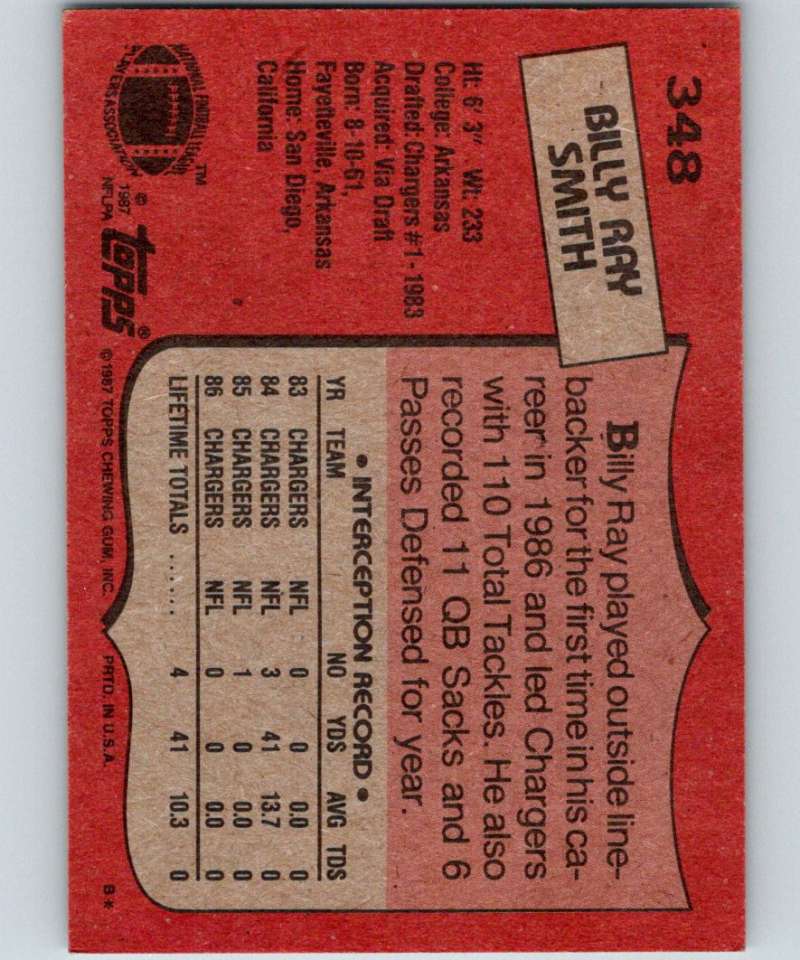 348
BILLY RAY
SMITH
Ht: 6' 3" Wt: 233
College: Arkansas
Drafted: Chargers #1 - 1983
Acquired: Via Draft
Born: 8-10-61,
Fayetteville, Arkansas
Home: San Diego,
California
NATIONAL FOOTBALL LEAGUE
PLAYERS ASSOCIATION
™
© 1987
NFLPA
topps®
Billy Ray played outside line-
backer for the first time in his ca-
reer in 1986 and led Chargers
with 110 Total Tackles. He also
recorded 11 QB Sacks and 6
Passes Defensed for year.
• INTERCEPTION RECORD •
YR TEAM NO YDS AVG TDS
83 CHARGERS NFL 0 0 0.0 0
84 CHARGERS NFL 3 41 13.7 0
85 CHARGERS NFL 1 0 0.0 0
86 CHARGERS NFL 0 0 0.0 0
LIFETIME TOTALS ....... 4 41 10.3 0
©1987 TOPPS CHEWING GUM, INC. PRTD. IN U.S.A. B*